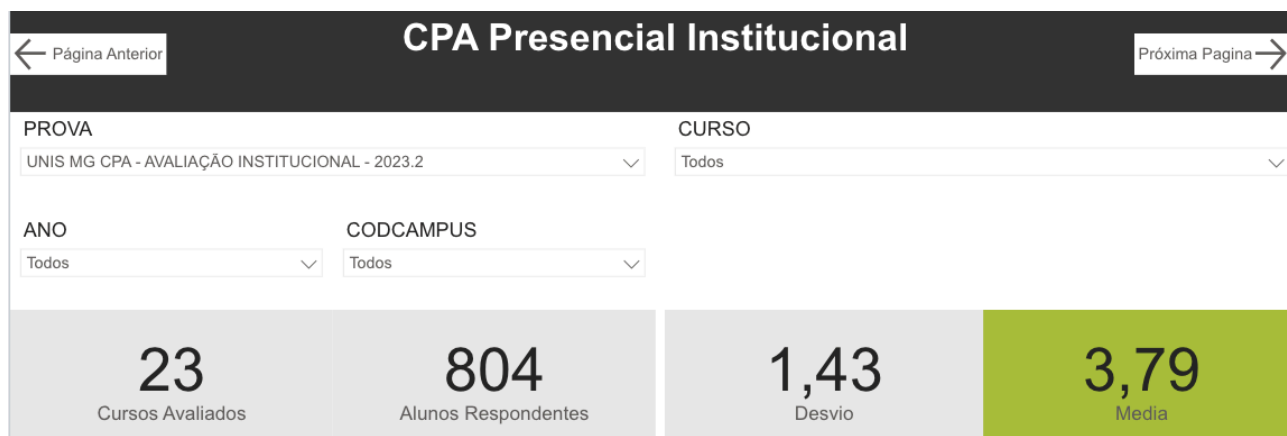 CPA Presencial Institucional
Página Anterior
Próxima Pagina
PROVA
UNIS MG CPA - AVALIAÇÃO INSTITUCIONAL - 2023.2
CURSO
Todos
ANO
Todos
CODCAMPUS
Todos
23
Cursos Avaliados
804
Alunos Respondentes
1,43
Desvio
3,79
Media